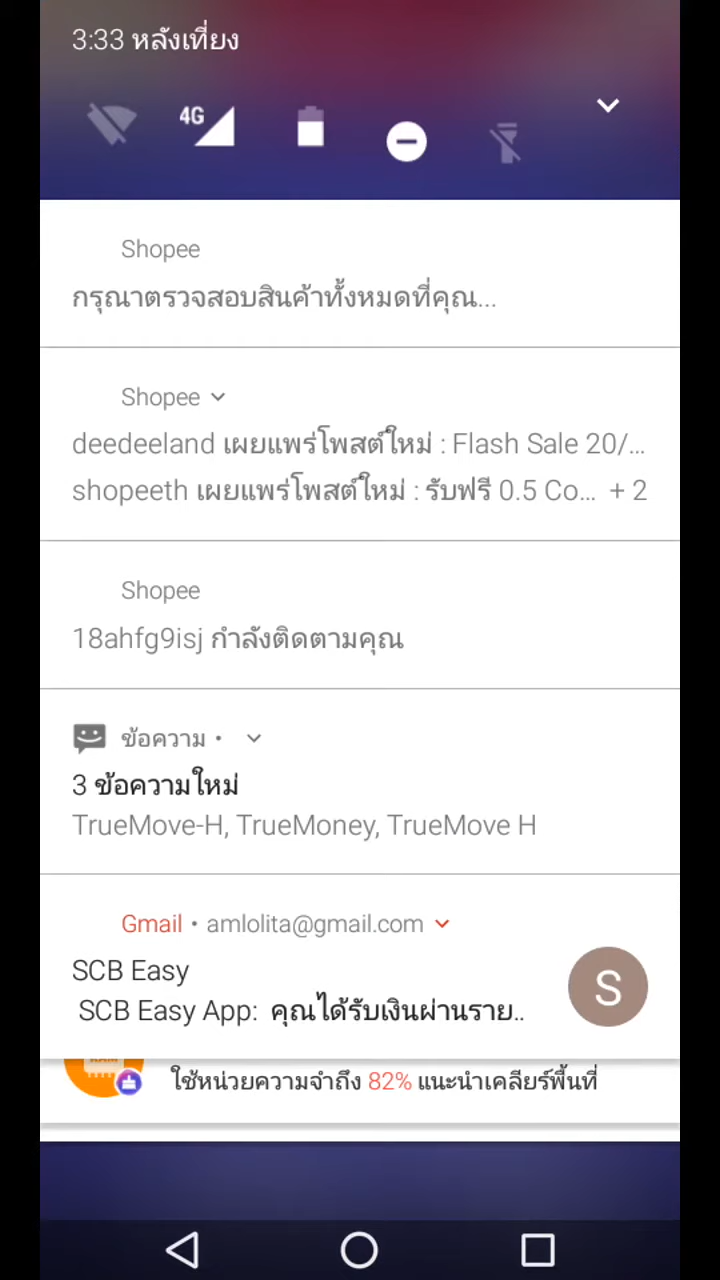 3:33 หลังเที่ยง
4G
Shopee
กรุณาตรวจสอบสินค้าทั้งหมดที่คุณ...
Shopee
deedeeland เผยแพร่โพสต์ใหม่ : Flash Sale 20/...
shopeeth เผยแพร่โพสต์ใหม่ : รับฟรี 0.5 Co... + 2
Shopee
18ahfg9isj กำลังติดตามคุณ
ข้อความ •
3 ข้อความใหม่
TrueMove-H, TrueMoney, TrueMove H
Gmail • amlolita@gmail.com
SCB Easy
S
SCB Easy App: คุณได้รับเงินผ่านราย..
ใช้หน่วยความจำถึง 82% แนะนำเคลียร์พื้นที่